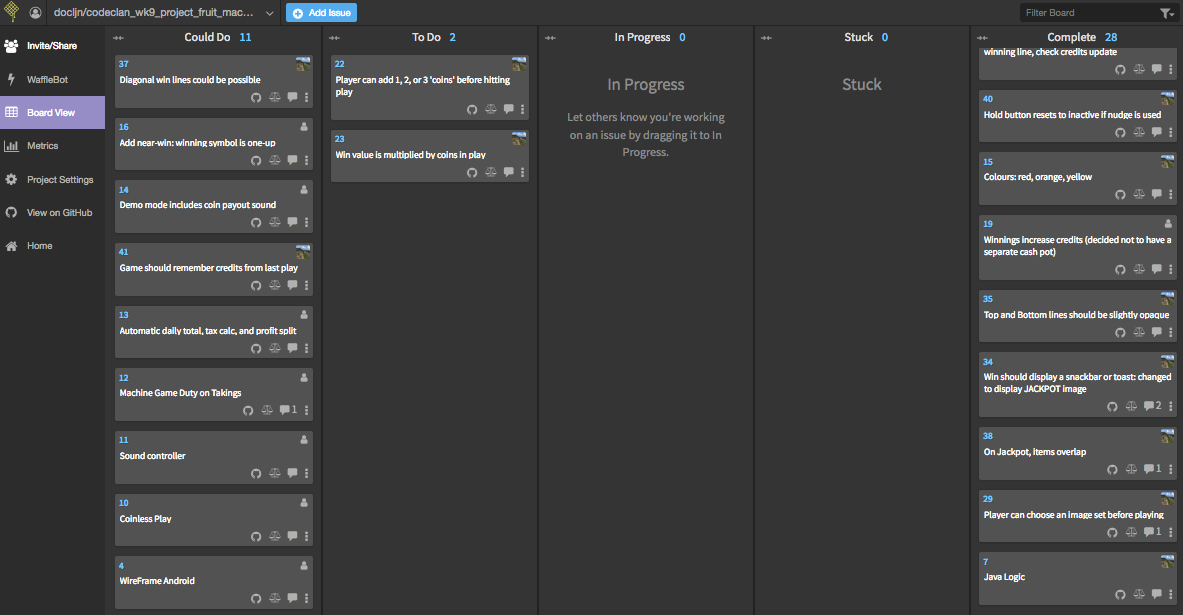 docljn/codeclan_wk9_project_fruit_mac...
Add Issue
Filter Board
Invite/Share
WaffleBot
Board View
Metrics
Project Settings
View on GitHub
Home
Could Do 11
37
Diagonal win lines could be possible
16
Add near-win: winning symbol is one-up
14
Demo mode includes coin payout sound
41
Game should remember credits from last play
13
Automatic daily total, tax calc, and profit split
12
Machine Game Duty on Takings
1
11
Sound controller
10
Coinless Play
4
WireFrame Android
To Do 2
22
Player can add 1, 2, or 3 'coins' before hitting
play
23
Win value is multiplied by coins in play
In Progress 0
In Progress
Let others know you're working
on an issue by dragging it to In
Progress.
Stuck 0
Stuck
Complete 28
winning line, check credits update
40
Hold button resets to inactive if nudge is used
15
Colours: red, orange, yellow
19
Winnings increase credits (decided not to have a
separate cash pot)
35
Top and Bottom lines should be slightly opaque
34
Win should display a snackbar or toast: changed
to display JACKPOT image
2
38
On Jackpot, items overlap
1
29
Player can choose an image set before playing
1
7
Java Logic